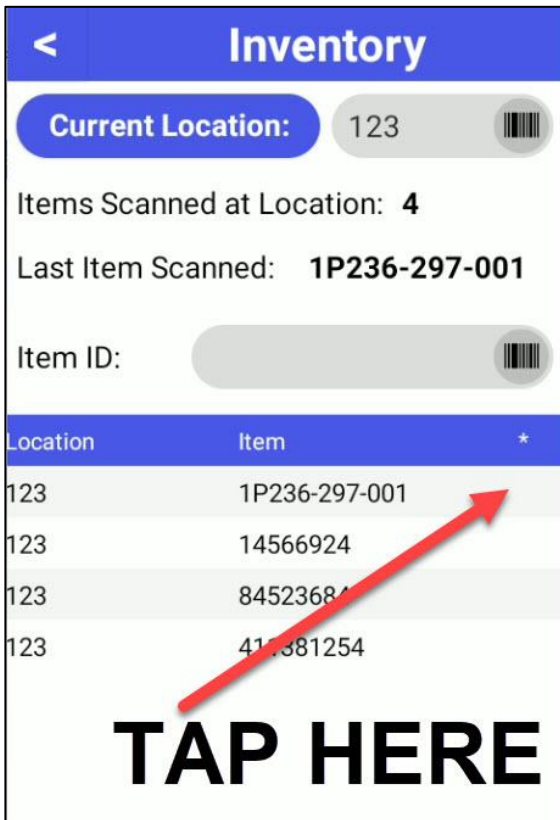 < Inventory
Current Location: 123
Items Scanned at Location: 4
Last Item Scanned: 1P236-297-001
Item ID:
Location Item *
123 1P236-297-001
123 14566924
123
123
TAP HERE